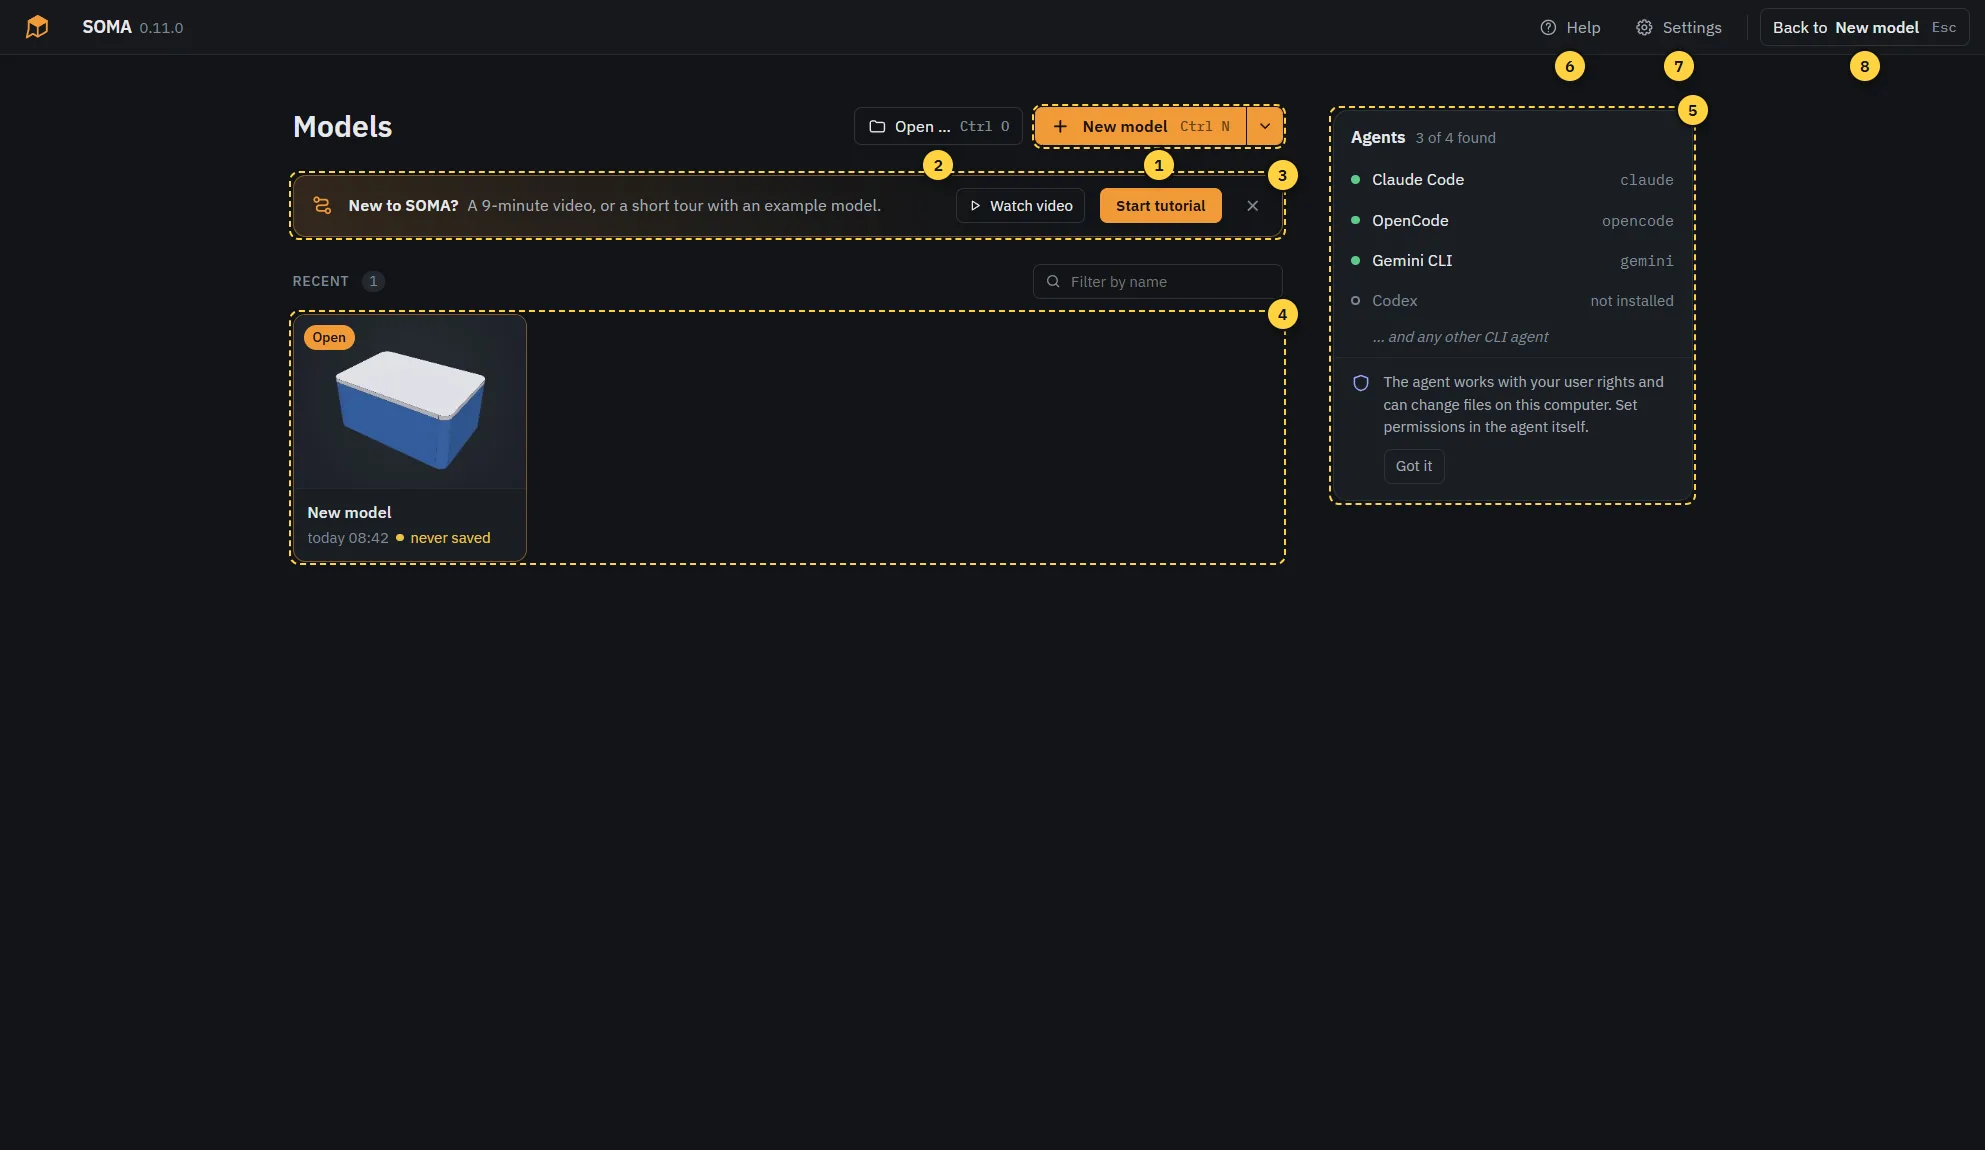 SOMA 0.11.0
Help
Settings
Back to New model Esc
6
7
8
Models
Open ... Ctrl O
New model Ctrl N
2
1
3
New to SOMA? A 9-minute video, or a short tour with an example model.
Watch video
Start tutorial
RECENT 1
Filter by name
4
Open
New model
today 08:42 never saved
5
Agents 3 of 4 found
Claude Code claude
OpenCode opencode
Gemini CLI gemini
Codex not installed
... and any other CLI agent
The agent works with your user rights and
can change files on this computer. Set
permissions in the agent itself.
Got it